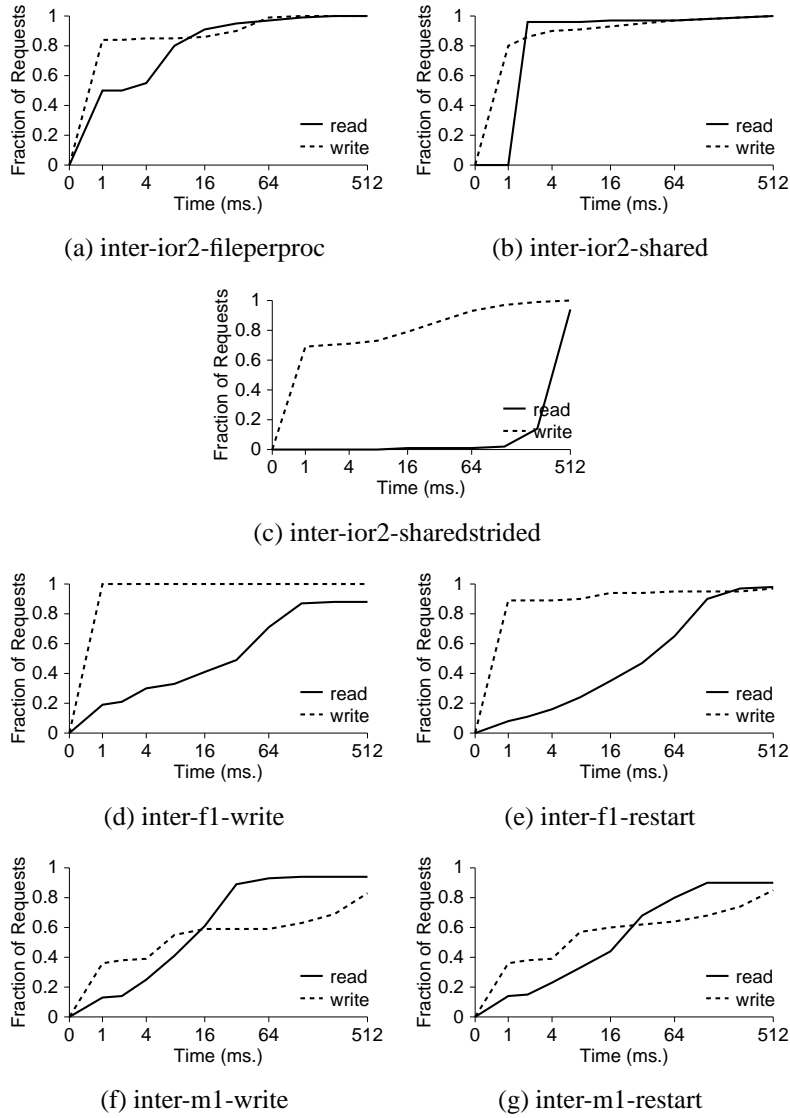 Fraction of Requests
1
0.8
0.6
0.4
0.2
0
0 1 4 16 64 512
Time (ms.)
read
write
(a) inter-ior2-fileperproc
Fraction of Requests
1
0.8
0.6
0.4
0.2
0
0 1 4 16 64 512
Time (ms.)
read
write
(b) inter-ior2-shared
Fraction of Requests
1
0.8
0.6
0.4
0.2
0
0 1 4 16 64 512
Time (ms.)
read
write
(c) inter-ior2-sharedstrided
Fraction of Requests
1
0.8
0.6
0.4
0.2
0
0 1 4 16 64 512
Time (ms.)
read
write
(d) inter-f1-write
Fraction of Requests
1
0.8
0.6
0.4
0.2
0
0 1 4 16 64 512
Time (ms.)
read
write
(e) inter-f1-restart
Fraction of Requests
1
0.8
0.6
0.4
0.2
0
0 1 4 16 64 512
Time (ms.)
read
write
(f) inter-m1-write
Fraction of Requests
1
0.8
0.6
0.4
0.2
0
0 1 4 16 64 512
Time (ms.)
read
write
(g) inter-m1-restart